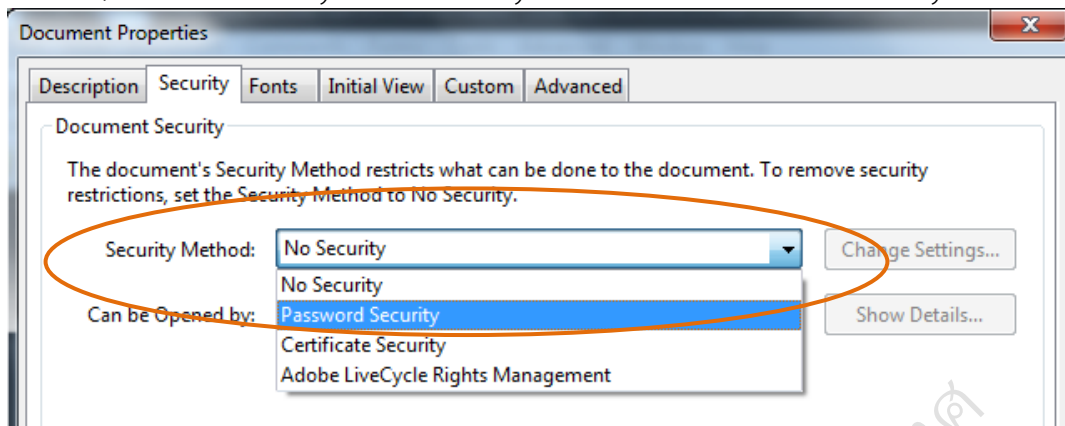 Document Properties
x
Description Security Fonts Initial View Custom Advanced
Document Security
The document's Security Method restricts what can be done to the document. To remove security
restrictions, set the Security Method to No Security.
Security Method: No Security Change Settings...
No Security
Can be Opened by: Password Security Show Details...
Certificate Security
Adobe LiveCycle Rights Management